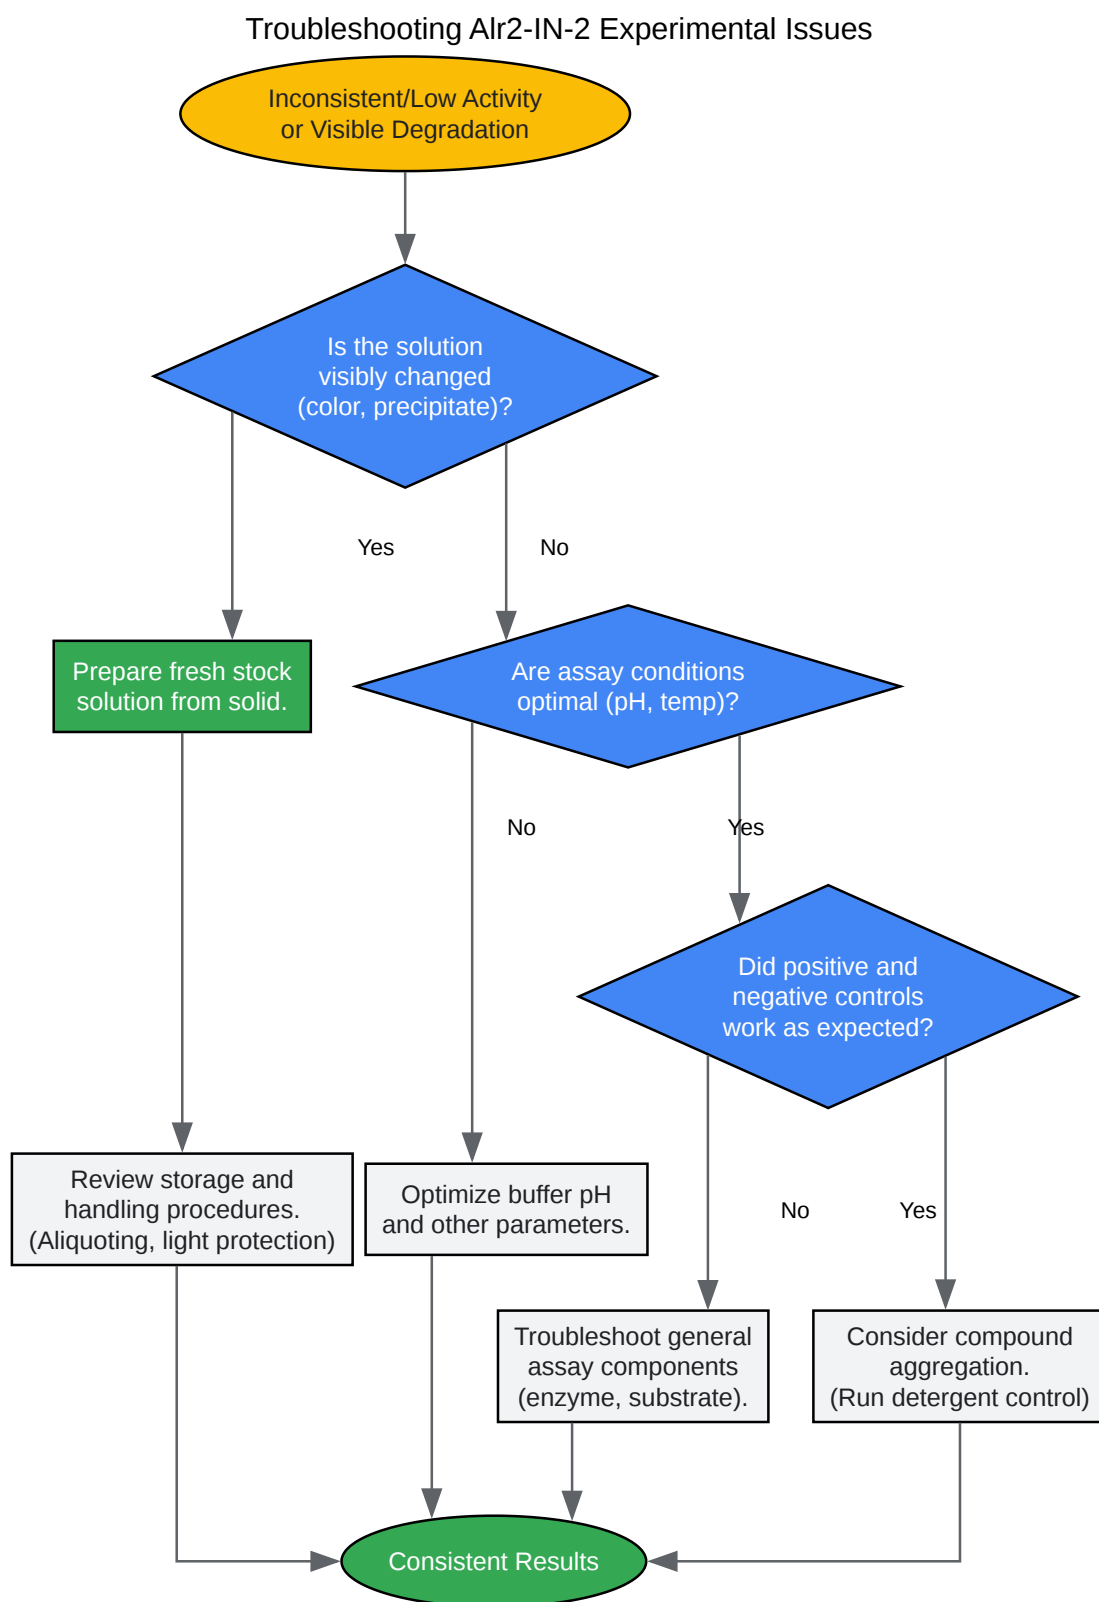 Troubleshooting Alr2-IN-2 Experimental Issues
Inconsistent/Low Activity
or Visible Degradation
Is the solution
visibly changed
(color, precipitate)?
Yes
No
Prepare fresh stock
solution from solid.
Are assay conditions
optimal (pH, temp)?
No
Yes
Did positive and
negative controls
work as expected?
Review storage and
handling procedures.
(Aliquoting, light protection)
Optimize buffer pH
and other parameters.
No
Yes
Troubleshoot general
assay components
(enzyme, substrate).
Consider compound
aggregation.
(Run detergent control)
Consistent Results